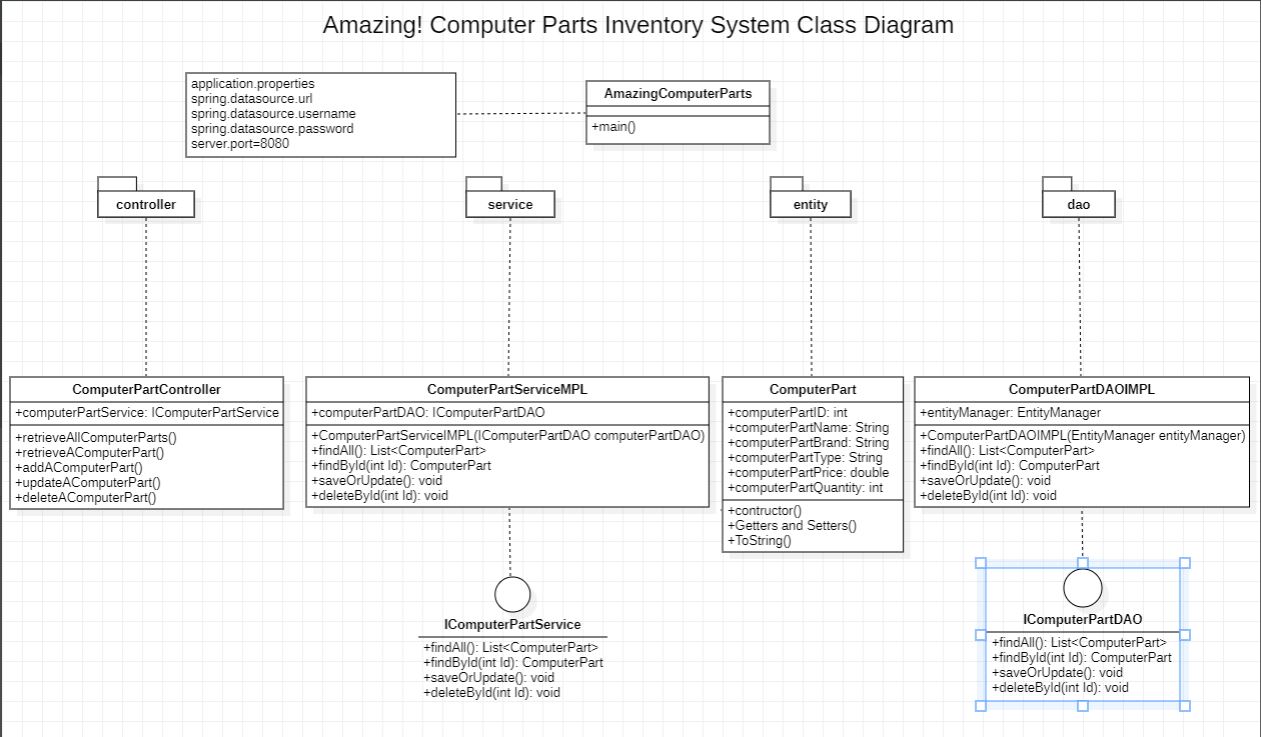 Amazing! Computer Parts Inventory System Class Diagram
application.properties
spring.datasource.url
spring.datasource.username
spring.datasource.password
server.port=8080
AmazingComputerParts
+main()
controller
service
entity
dao
ComputerPartController
+computerPartService: IComputerPartService
+retrieveAllComputerParts()
+retrieveAComputerPart()
+addAComputerPart()
+updateAComputerPart()
+deleteAComputerPart()
ComputerPartServiceMPL
+computerPartDAO: IComputerPartDAO
+ComputerPartServiceIMPL(IComputerPartDAO computerPartDAO)
+findAll(): List<ComputerPart>
+findById(int Id): ComputerPart
+saveOrUpdate(): void
+deleteById(int Id): void
ComputerPart
+computerPartID: int
+computerPartName: String
+computerPartBrand: String
+computerPartType: String
+computerPartPrice: double
+computerPartQuantity: int
+contructor()
+Getters and Setters()
+ToString()
ComputerPartDAOIMPL
+entityManager: EntityManager
+ComputerPartDAOIMPL(EntityManager entityManager)
+findAll(): List<ComputerPart>
+findById(int Id): ComputerPart
+saveOrUpdate(): void
+deleteById(int Id): void
IComputerPartService
+findAll(): List<ComputerPart>
+findById(int Id): ComputerPart
+saveOrUpdate(): void
+deleteById(int Id): void
IComputerPartDAO
+findAll(): List<ComputerPart>
+findById(int Id): ComputerPart
+saveOrUpdate(): void
+deleteById(int Id): void